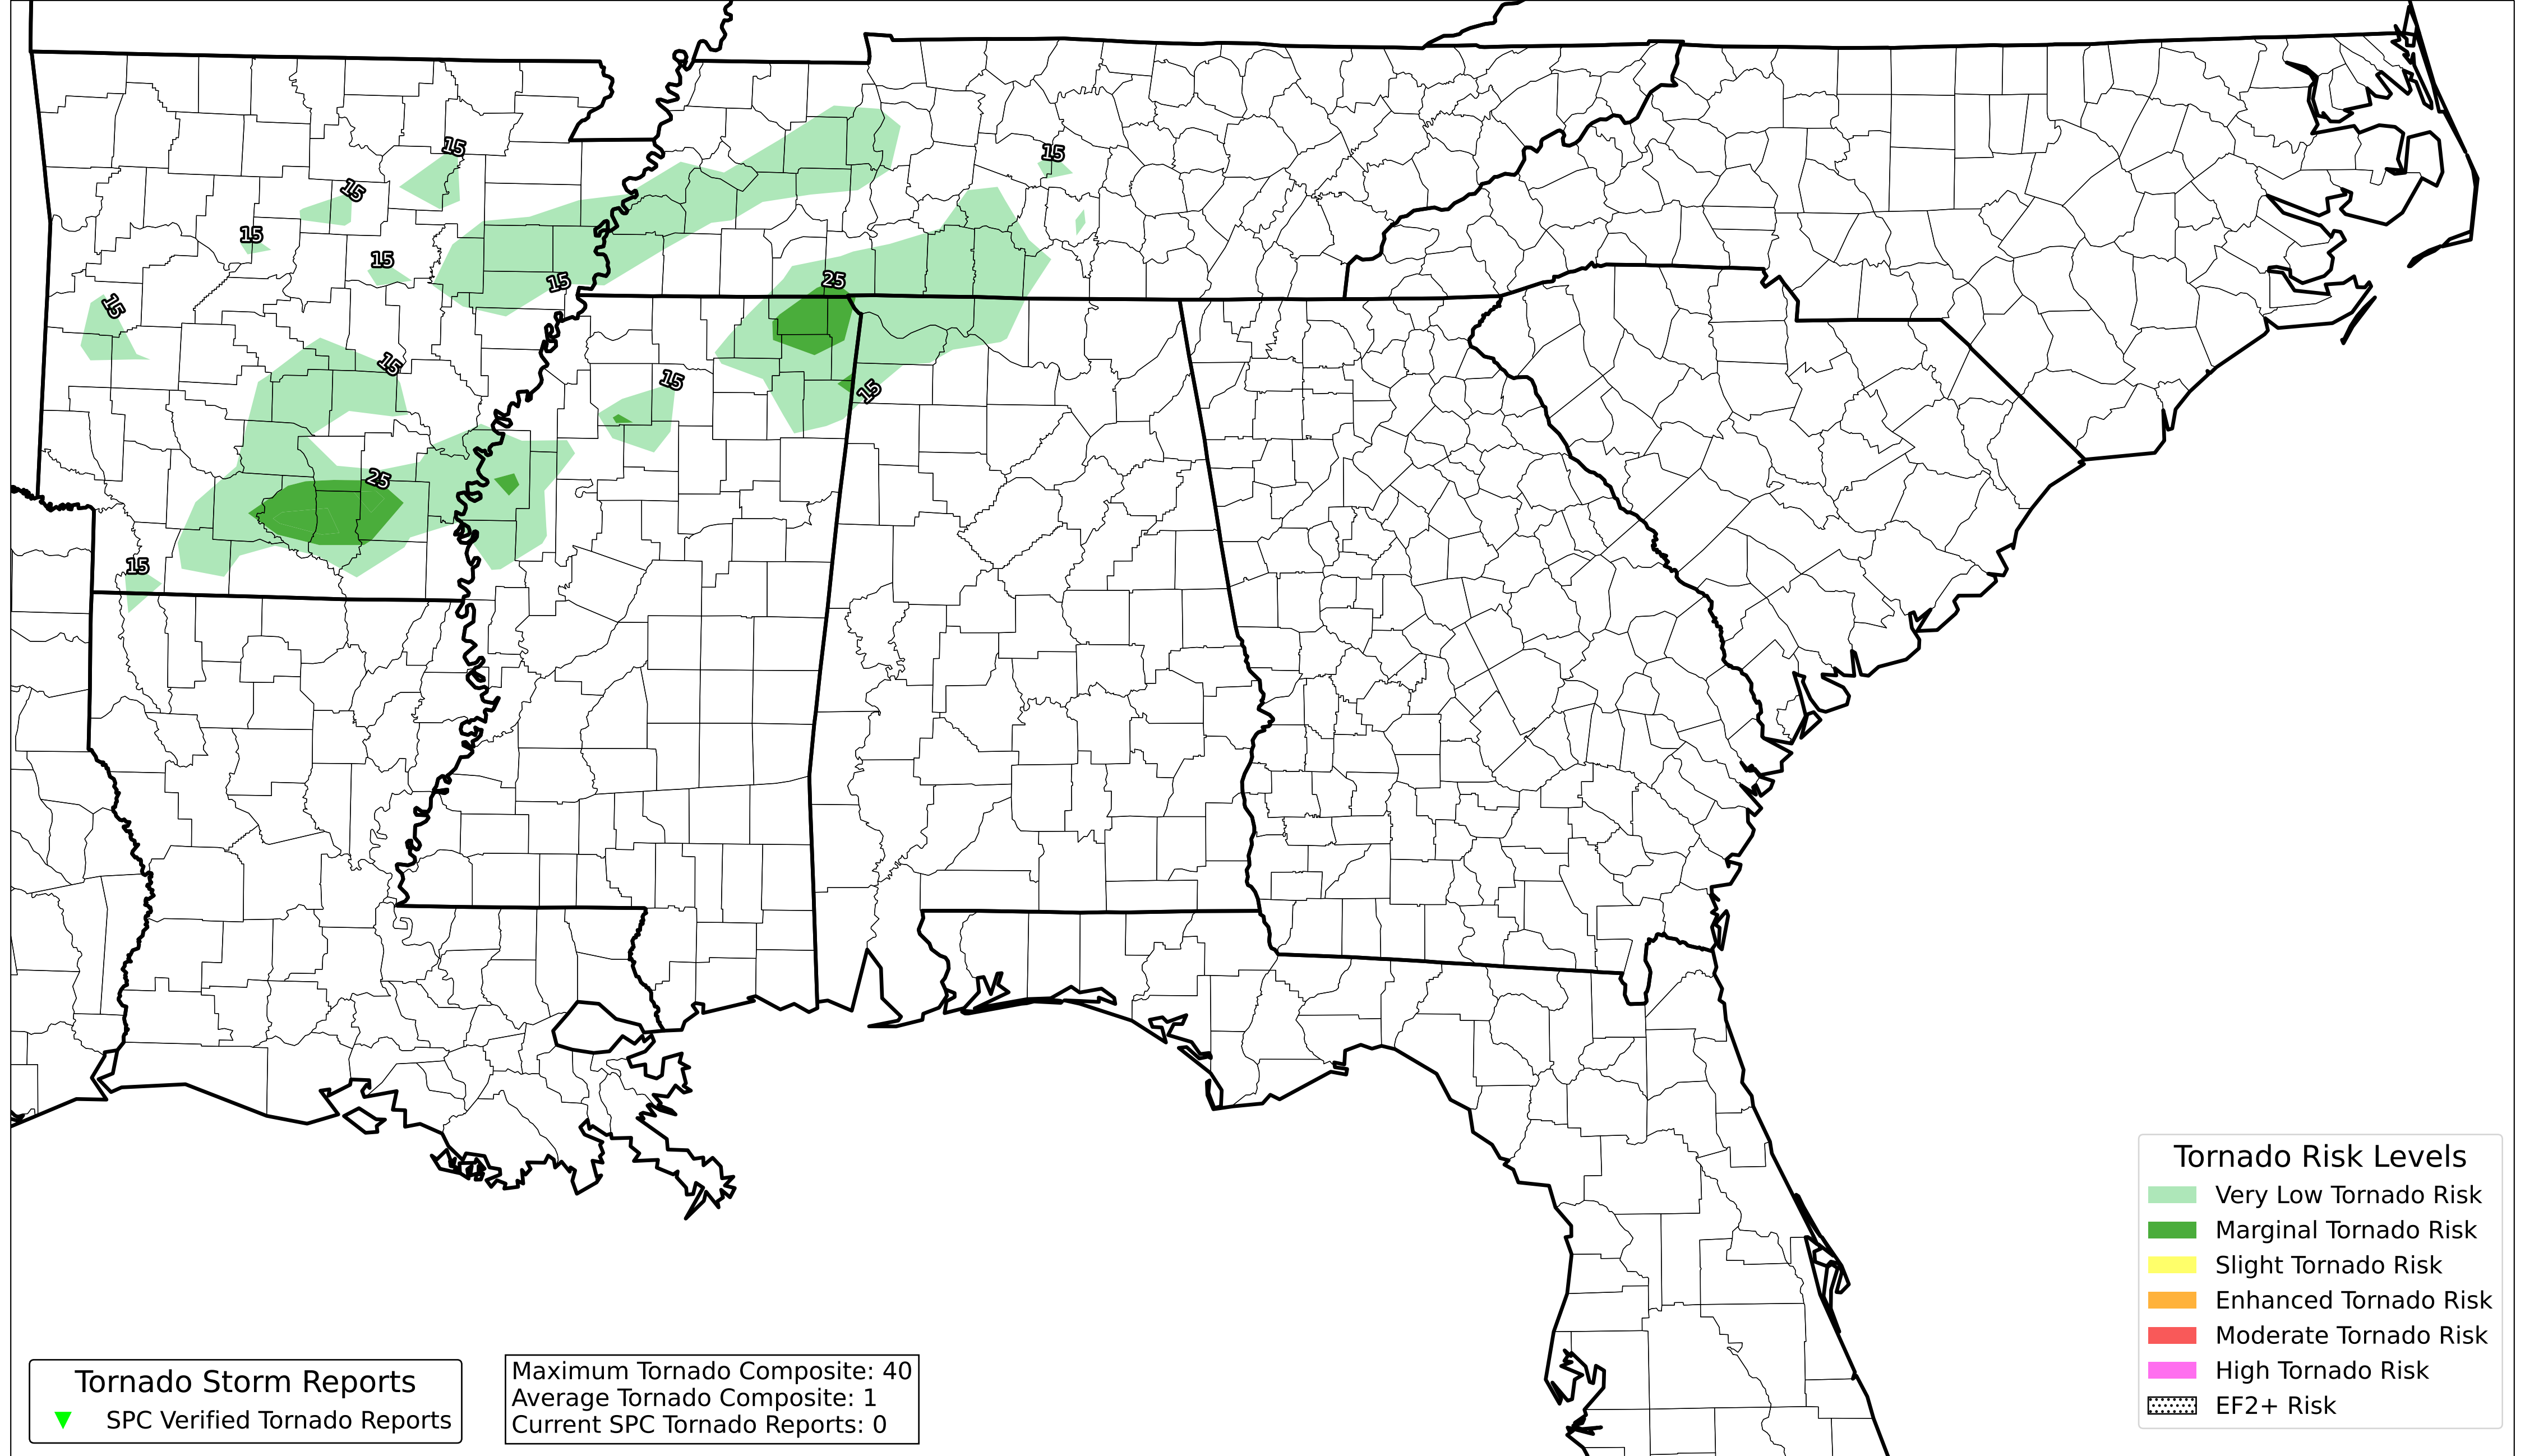 15
15
15
15
15
15
25
15
15
15
15
15
25
15
Tornado Risk Levels
Very Low Tornado Risk
Marginal Tornado Risk
Slight Tornado Risk
Enhanced Tornado Risk
Moderate Tornado Risk
High Tornado Risk
EF2+ Risk
Tornado Storm Reports
SPC Verified Tornado Reports
Maximum Tornado Composite: 40
Average Tornado Composite: 1
Current SPC Tornado Reports: 0